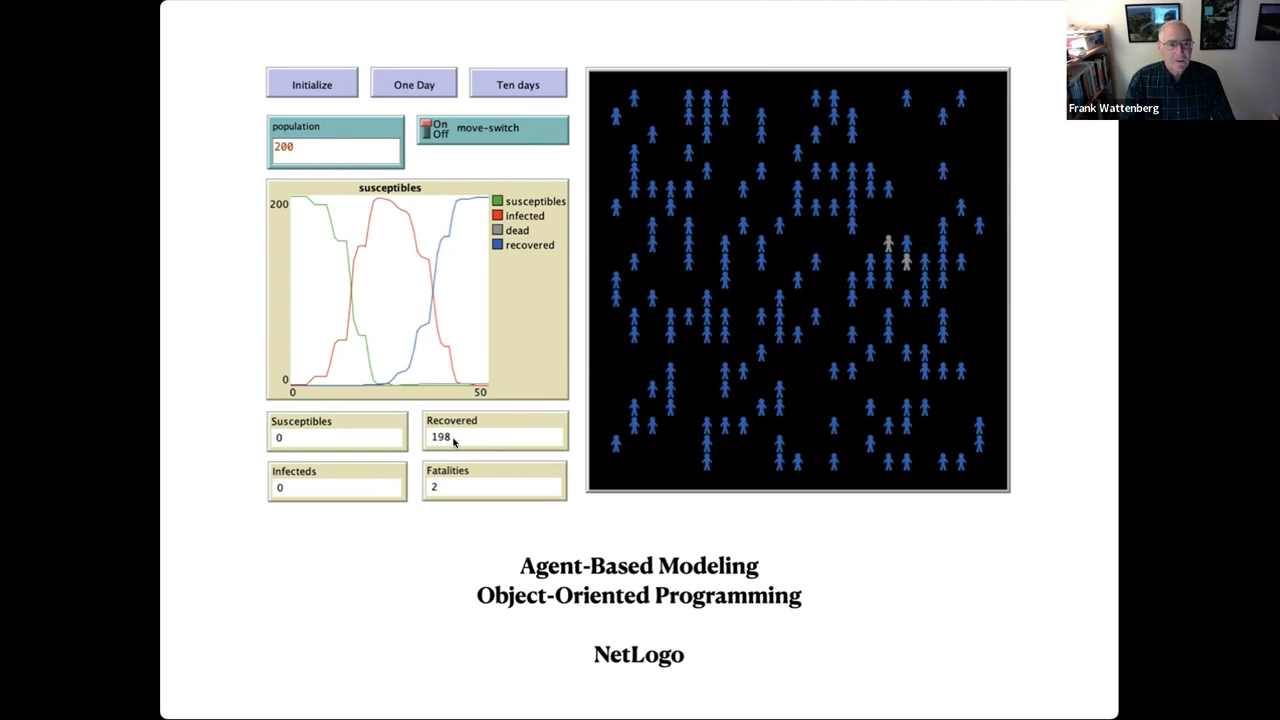 Initialize
One Day
Ten days
population
200
On
Off
move-switch
susceptibles
200
0
0
50
susceptibles
infected
dead
recovered
Susceptibles
0
Recovered
198
Infecteds
0
Fatalities
2
Agent-Based Modeling
Object-Oriented Programming
NetLogo
Frank Wattenberg